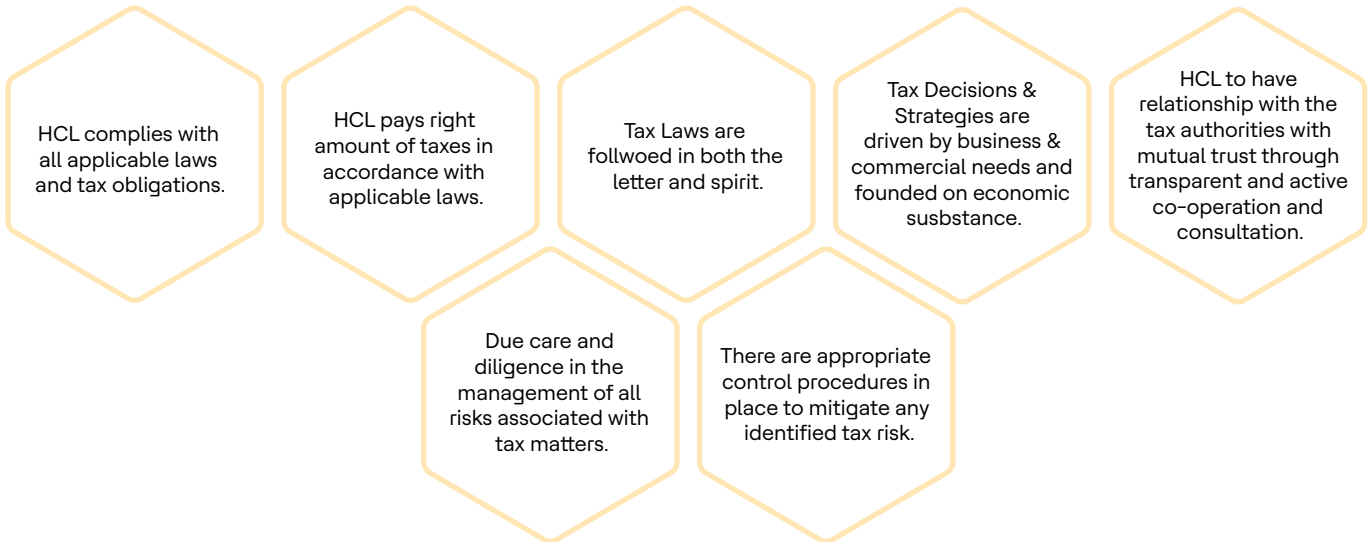 HCL complies with
all applicable laws
and tax obligations.
HCL pays right
amount of taxes in
accordance with
applicable laws.
Tax Laws are
follwoed in both the
letter and spirit.
Tax Decisions &
Strategies are
driven by business &
commercial needs and
founded on economic
susbstance.
HCL to have
relationship with the
tax authorities with
mutual trust through
transparent and active
co-operation and
consultation.
Due care and
diligence in the
management of all
risks associated with
tax matters.
There are appropriate
control procedures in
place to mitigate any
identified tax risk.